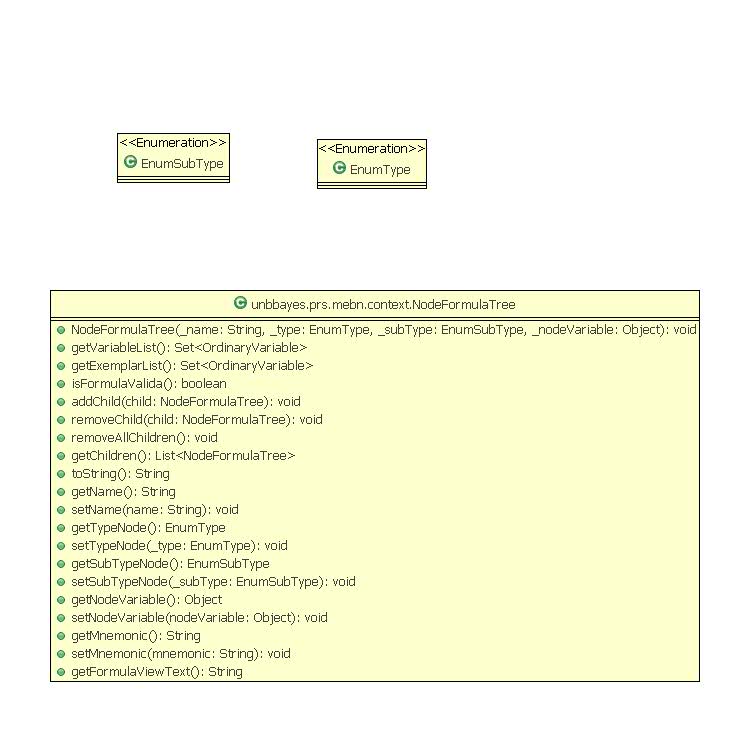 <<Enumeration>>
EnumSubType
<<Enumeration>>
EnumType
unbbayes.prs.mebn.context.NodeFormulaTree
NodeFormulaTree(_name: String, _type: EnumType, _subType: EnumSubType, _nodeVariable: Object): void
getVariableList(): Set<OrdinaryVariable>
getExemplarList(): Set<OrdinaryVariable>
isFormulaValida(): boolean
addChild(child: NodeFormulaTree): void
removeChild(child: NodeFormulaTree): void
removeAllChildren(): void
getChildren(): List<NodeFormulaTree>
toString(): String
getName(): String
setName(name: String): void
getTypeNode(): EnumType
setTypeNode(_type: EnumType): void
getSubTypeNode(): EnumSubType
setSubTypeNode(_subType: EnumSubType): void
getNodeVariable(): Object
setNodeVariable(nodeVariable: Object): void
getMnemonic(): String
setMnemonic(mnemonic: String): void
getFormulaViewText(): String